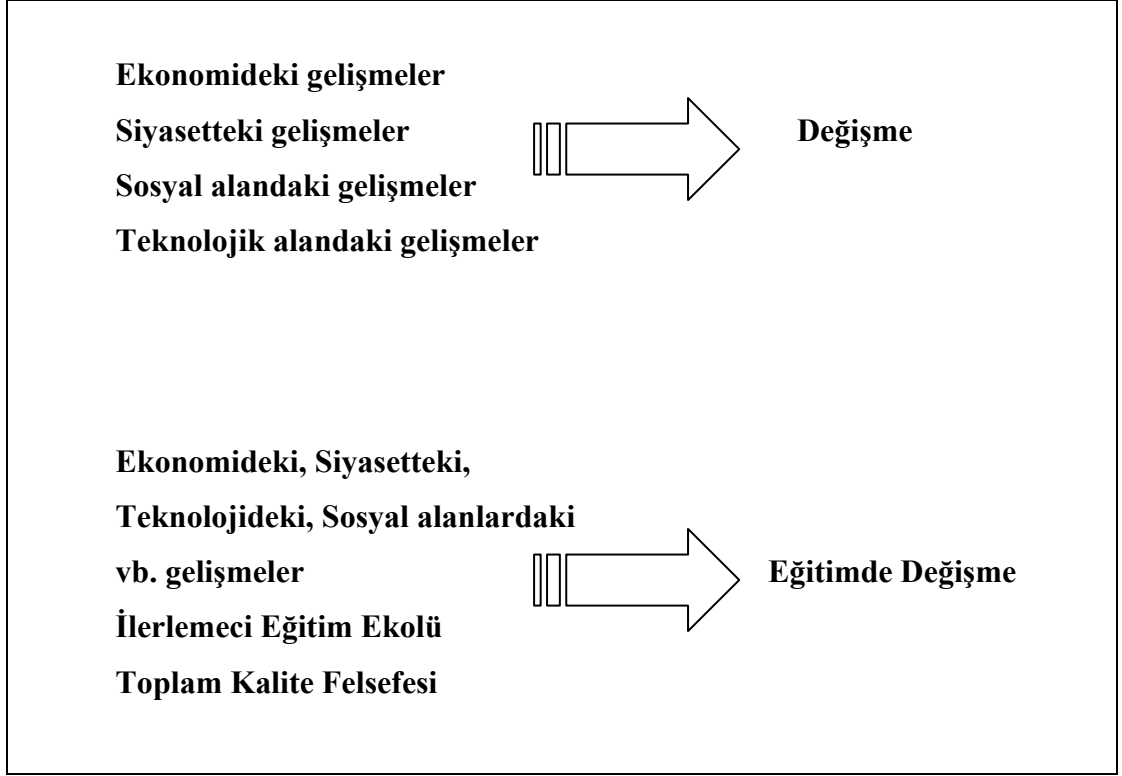 Ekonomideki gelişmeler
Siyasetteki gelişmeler
Değişme
Sosyal alandaki gelişmeler
Teknolojik alandaki gelişmeler
Ekonomideki, Siyasetteki,
Teknolojideki, Sosyal alanlardaki
vb. gelişmeler
Eğitimde Değişme
İlerlemeci Eğitim Ekolü
Toplam Kalite Felsefesi